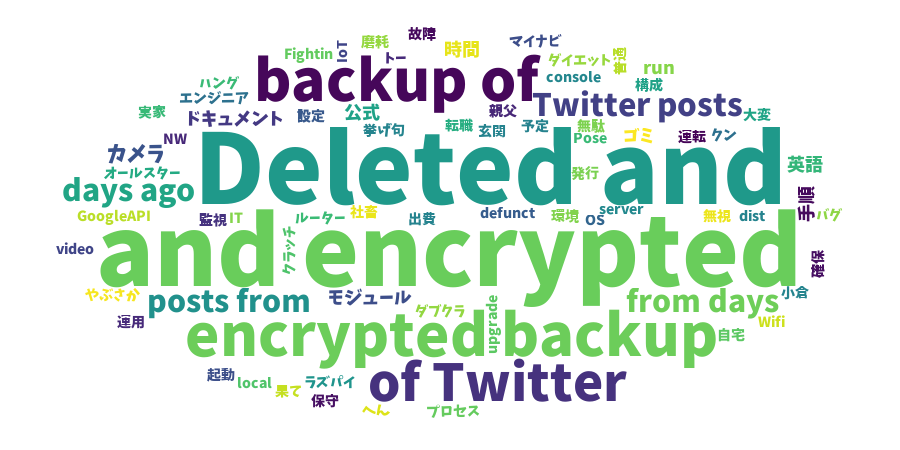 故障
磨耗
IoT
時間
マイナビ
Fightin
トー
普通
ダイエット
backup of
run
console
ハング
構成
エンジニア
親父
Twitter posts
実家
ドキュメント
設定
公式
大変
挙げ句
転職
玄関
予定
無駄
Pose
ゴミ
運転
クン
NW
カメラ
Deleted and
英語
オールスター
発行
days ago
手順
GoogleAPI
監視
IT
ルーター
社畜
出費
defunct
環境
OS
server
無視
dist
バグ
video
クラッチ
and encrypted
確保
やぶさか
posts from
モジュール
from days
小倉
運用
ダブクラ
upgrade
Wifi
encrypted backup
自宅
起動
local
果て
ラズパイ
of Twitter
保守
へん
プロセス